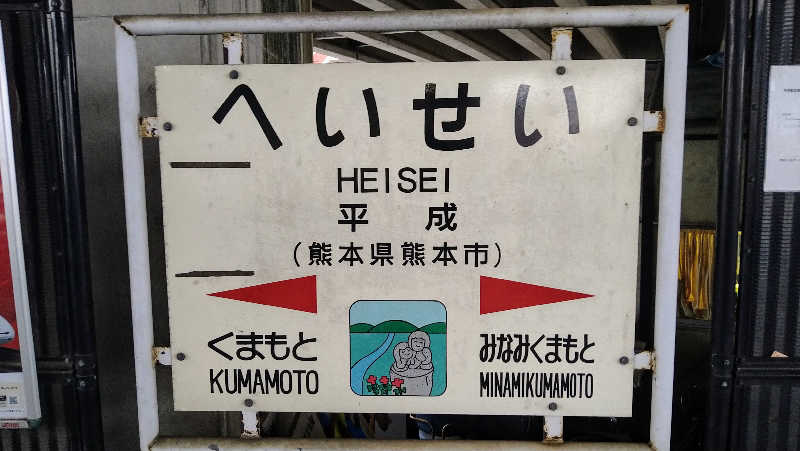 へいせい
HEISEI
平成
(熊本県熊本市)
くまもと
KUMAMOTO
みなみくまもと
MINAMIKUMAMOTO